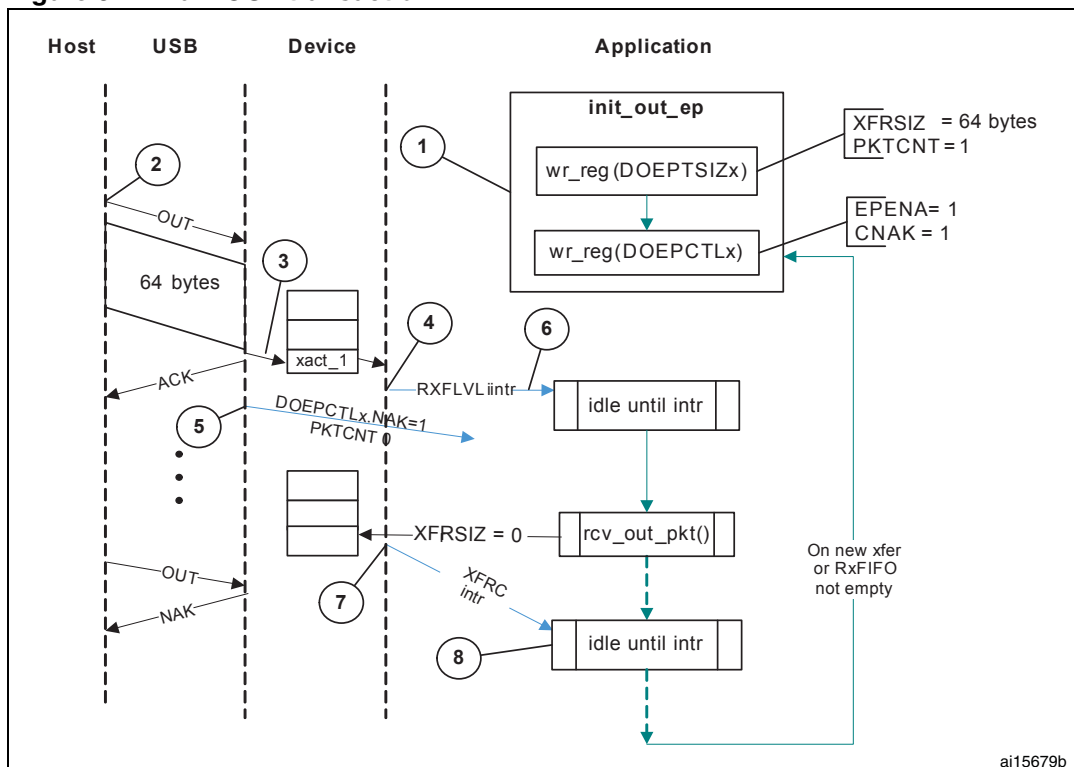 Host USB Device Application
init_out_ep
XFRSIZ = 64 bytes
PKTCNT = 1
1
wr_reg(DOEPTSIZx)
2
OUT
EPENA= 1
CNAK = 1
wr_reg(DOEPCTLx)
3
64 bytes
4
6
xact_1
ACK
RXFLVL iintr
idle until intr
5
DOEPCTLx.NAK=1
PKTCNT 0
XFRSIZ = 0
rcv_out_pkt()
On new xfer
or RxFIFO
not empty
OUT
XFRC
intr
7
NAK
idle until intr
8
ai15679b